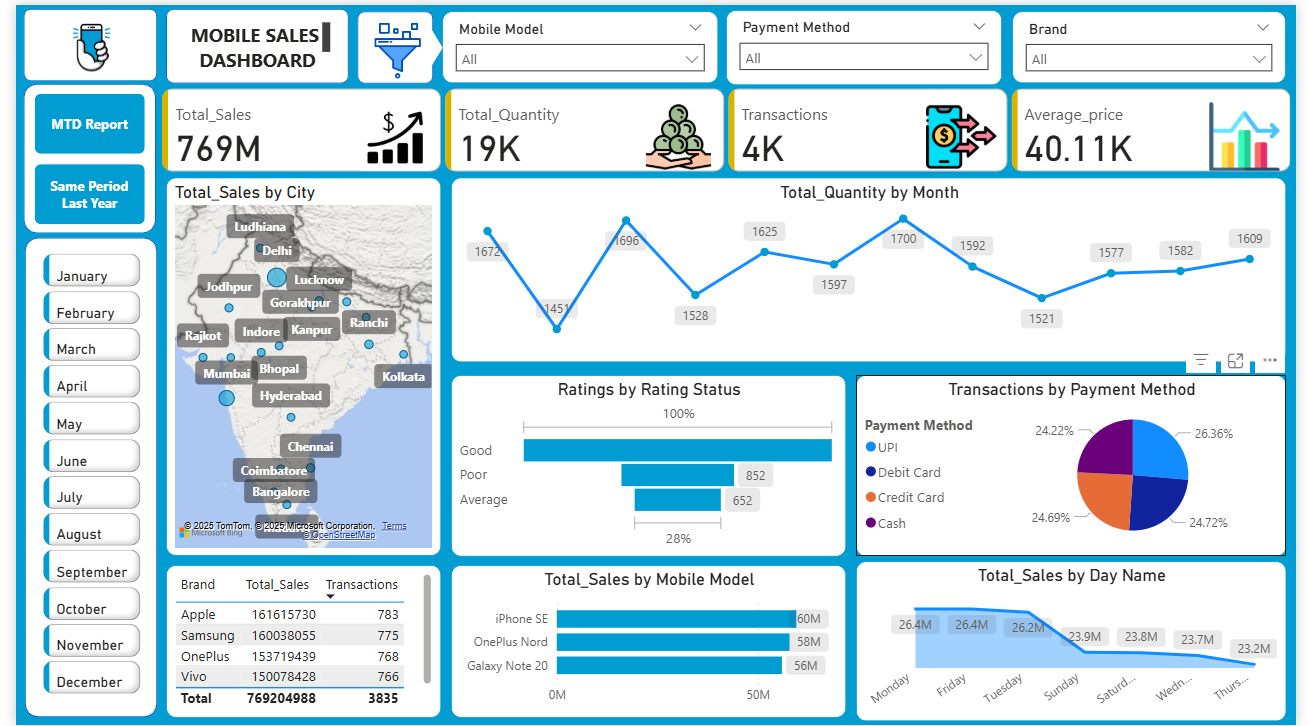 MOBILE SALES
DASHBOARD
Mobile Model
All
Payment Method
All
Brand
All
MTD Report
Same Period
Last Year
Total_Sales
769M
$
Total_Quantity
19K
Transactions
4K
$
Average_price
40.11K
January
February
March
April
May
June
July
August
September
October
November
December
Total_Sales by City
Ludhiana
Delhi
Jodhpur
Lucknow
Gorakhpur
Ranchi
Rajkot
Indore
Kanpur
Mumbai
Bhopal
Kolkata
Hyderabad
Chennai
Coimbatore
Bangalore
© 2025 TomTom, © 2025 Microsoft Corporation, Terms
Microsoft Bing
© OpenStreetMap
Total_Quantity by Month
1672
1451
1696
1528
1625
1597
1700
1592
1521
1577
1582
1609
Ratings by Rating Status
100%
Good
Poor
852
Average
652
28%
Transactions by Payment Method
Payment Method
UPI
Debit Card
Credit Card
Cash
24.22%
26.36%
24.69%
24.72%
Brand Total_Sales Transactions
Apple 161615730 783
Samsung 160038055 775
OnePlus 153719439 768
Vivo 150078428 766
Total 769204988 3835
Total_Sales by Mobile Model
iPhone SE 60M
OnePlus Nord 58M
Galaxy Note 20 56M
0M 50M
Total_Sales by Day Name
26.4M
26.4M
26.2M
23.9M
23.8M
23.7M
23.2M
Monday
Friday
Tuesday
Sunday
Saturd...
Wedn...
Thurs...